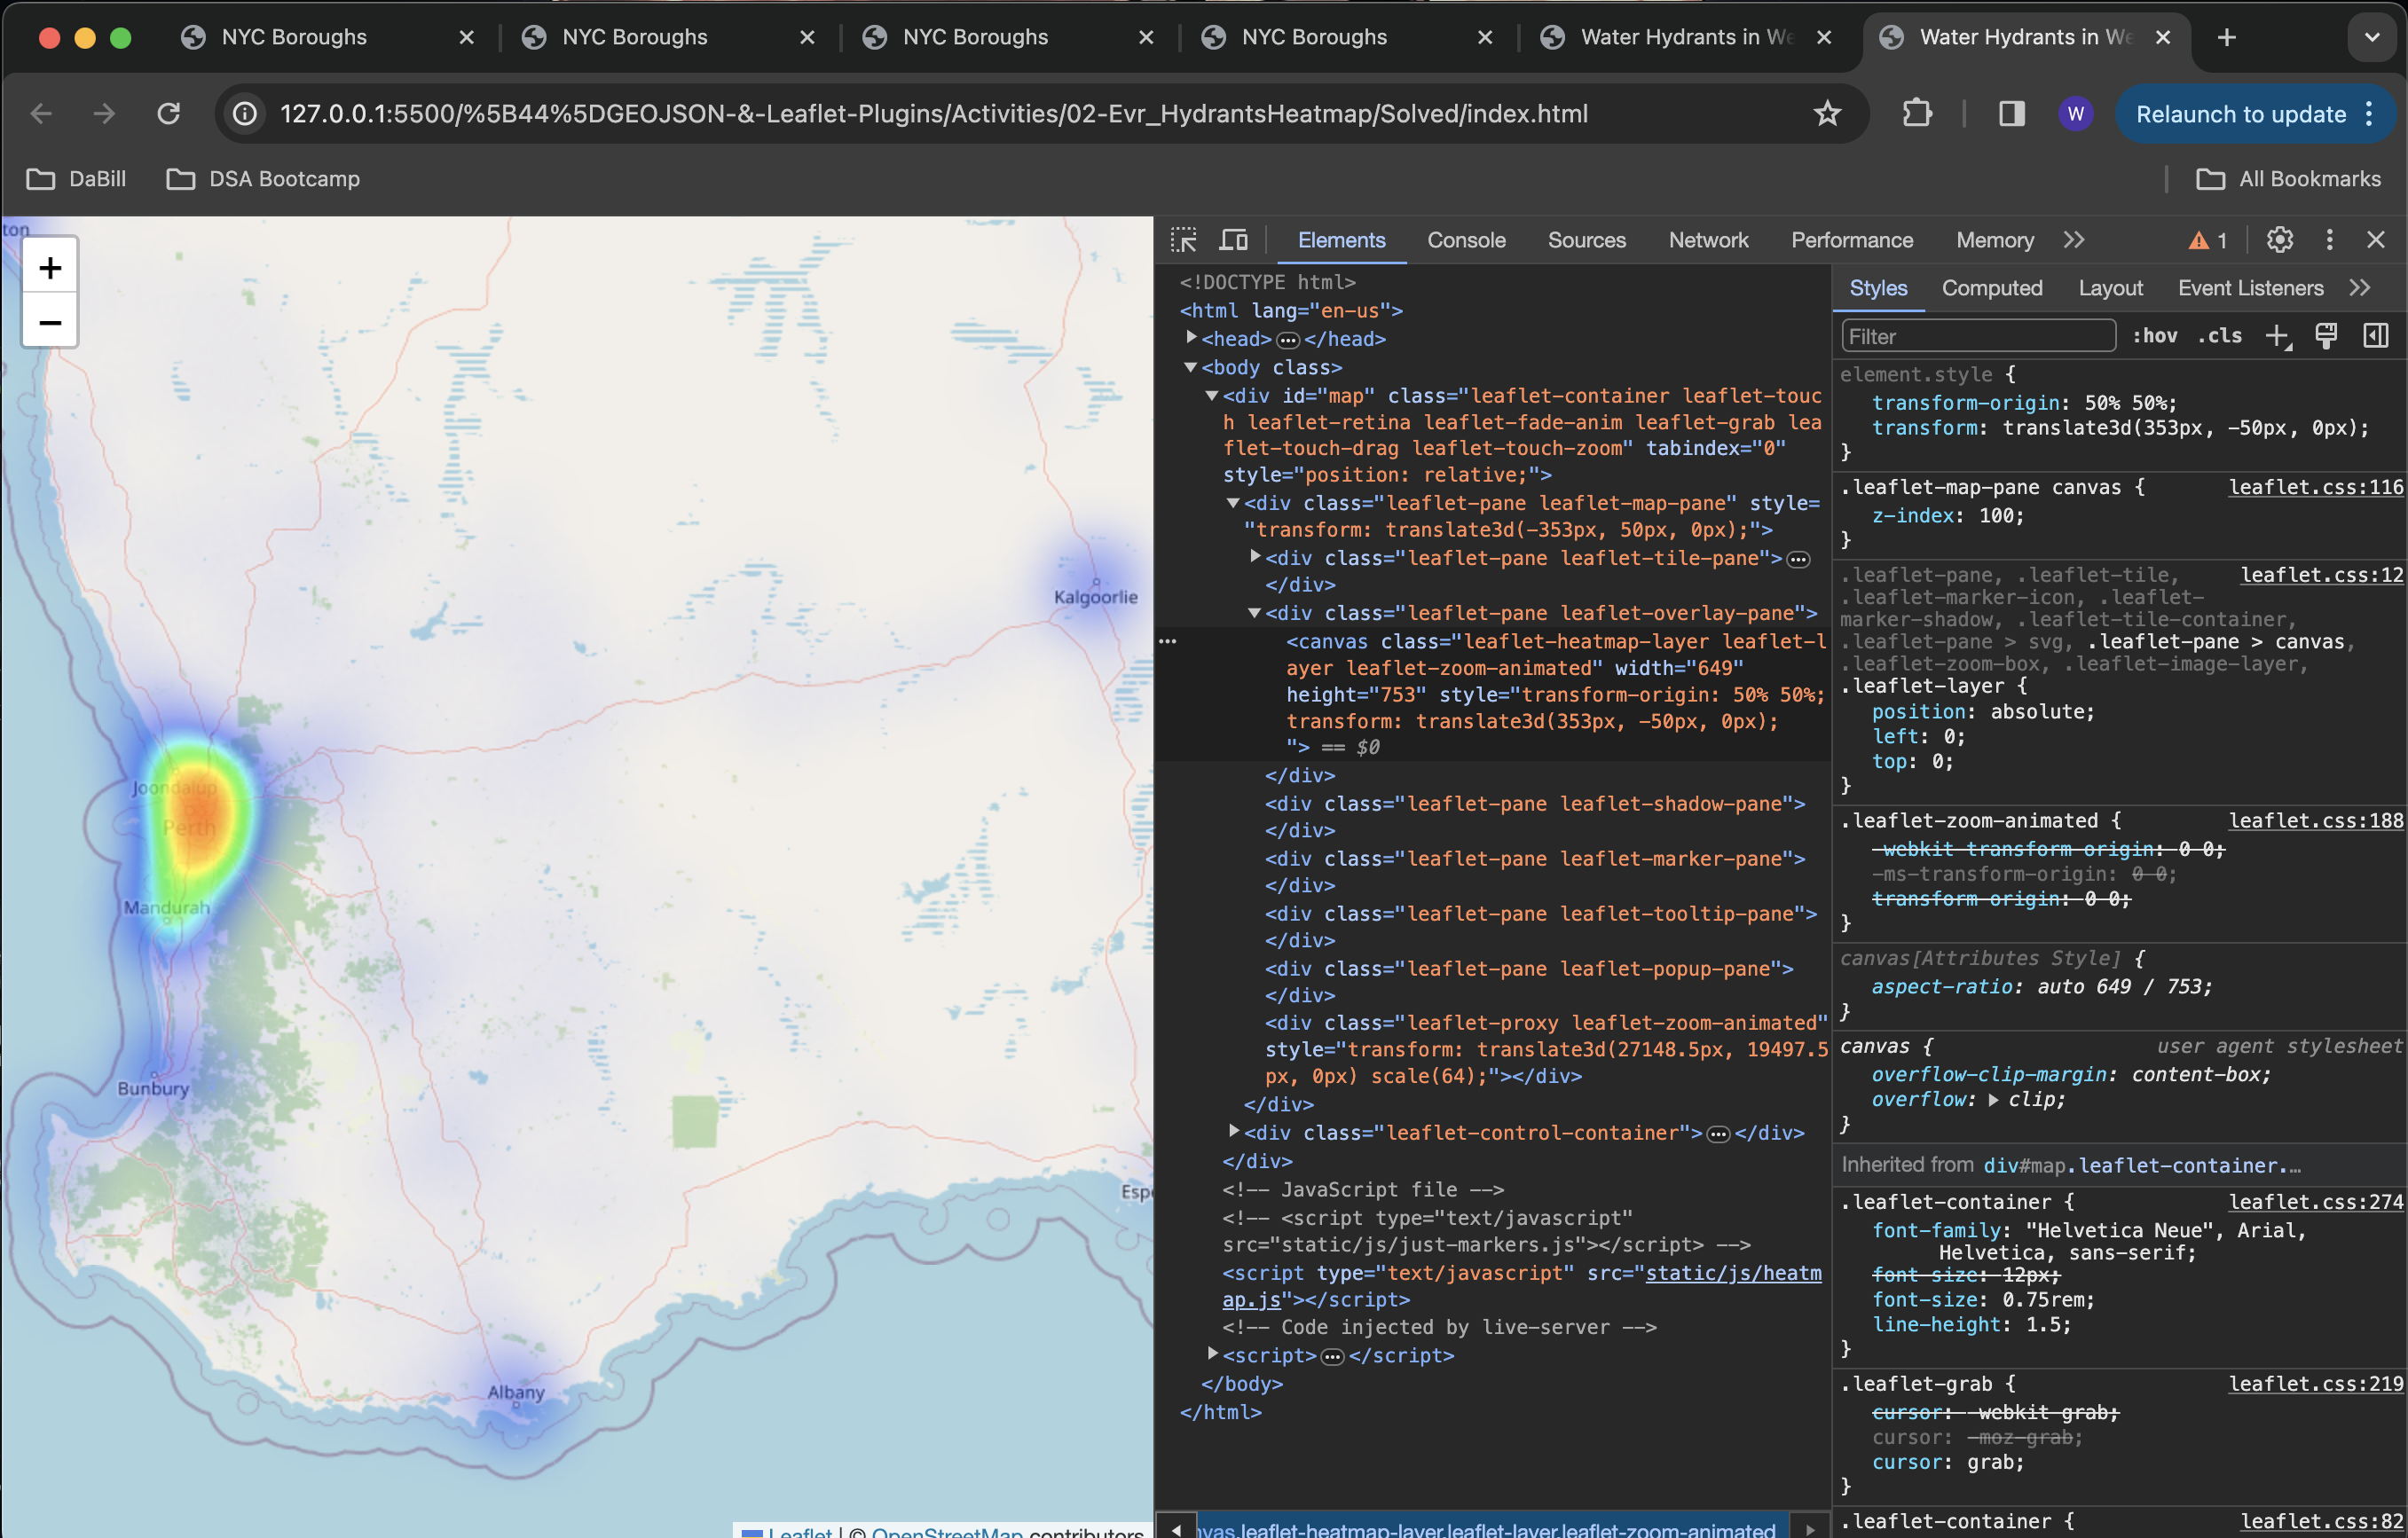 NYC Boroughs
NYC Boroughs
NYC Boroughs
NYC Boroughs
Water Hydrants in We
Water Hydrants in We
127.0.0.1:5500/%5B44%5DGEOJSON-&-Leaflet-Plugins/Activities/02-Evr_HydrantsHeatmap/Solved/index.html
W
Relaunch to update
DaBill
DSA Bootcamp
All Bookmarks
ton
+
−
Kalgoorlie
Joondalup
Perth
Mandurah
Bunbury
Espe
Albany
Leaflet | © OpenStreetMap contributors
Elements
Console
Sources
Network
Performance
Memory
1
<!DOCTYPE html>
<html lang="en-us">
<head> ••• </head>
<body class>
<div id="map" class="leaflet-container leaflet-touc
h leaflet-retina leaflet-fade-anim leaflet-grab lea
flet-touch-drag leaflet-touch-zoom" tabindex="0"
style="position: relative;">
<div class="leaflet-pane leaflet-map-pane" style=
"transform: translate3d(-353px, 50px, 0px);">
<div class="leaflet-pane leaflet-tile-pane"> •••
</div>
<div class="leaflet-pane leaflet-overlay-pane">
<canvas class="leaflet-heatmap-layer leaflet-l
ayer leaflet-zoom-animated" width="649"
height="753" style="transform-origin: 50% 50%;
transform: translate3d(353px, -50px, 0px);
"> == $0
</div>
<div class="leaflet-pane leaflet-shadow-pane">
</div>
<div class="leaflet-pane leaflet-marker-pane">
</div>
<div class="leaflet-pane leaflet-tooltip-pane">
</div>
<div class="leaflet-pane leaflet-popup-pane">
</div>
<div class="leaflet-proxy leaflet-zoom-animated"
style="transform: translate3d(27148.5px, 19497.5
px, 0px) scale(64);"></div>
</div>
<div class="leaflet-control-container"> ••• </div>
</div>
<!-- JavaScript file -->
<!-- <script type="text/javascript"
src="static/js/just-markers.js"></script> -->
<script type="text/javascript" src="static/js/heatm
ap.js"></script>
<!-- Code injected by live-server -->
<script> ••• </script>
</body>
</html>
vas.leaflet-heatmap-layer.leaflet-layer.leaflet-zoom-animated
Styles
Computed
Layout
Event Listeners
Filter
:hov
.cls
element.style {
transform-origin: 50% 50%;
transform: translate3d(353px, -50px, 0px);
}
.leaflet-map-pane canvas { leaflet.css:116
z-index: 100;
}
.leaflet-pane, .leaflet-tile, leaflet.css:12
.leaflet-marker-icon, .leaflet-
marker-shadow, .leaflet-tile-container,
.leaflet-pane > svg, .leaflet-pane > canvas,
.leaflet-zoom-box, .leaflet-image-layer,
.leaflet-layer {
position: absolute;
left: 0;
top: 0;
}
.leaflet-zoom-animated { leaflet.css:188
-webkit-transform-origin: 0 0;
-ms-transform-origin: 0 0;
transform-origin: 0 0;
}
canvas[Attributes Style] {
aspect-ratio: auto 649 / 753;
}
canvas { user agent stylesheet
overflow-clip-margin: content-box;
overflow: clip;
}
Inherited from div#map.leaflet-container.…
.leaflet-container { leaflet.css:274
font-family: "Helvetica Neue", Arial,
Helvetica, sans-serif;
font-size: 12px;
font-size: 0.75rem;
line-height: 1.5;
}
.leaflet-grab { leaflet.css:219
cursor: -webkit-grab;
cursor: -moz-grab;
cursor: grab;
}
.leaflet-container { leaflet.css:82